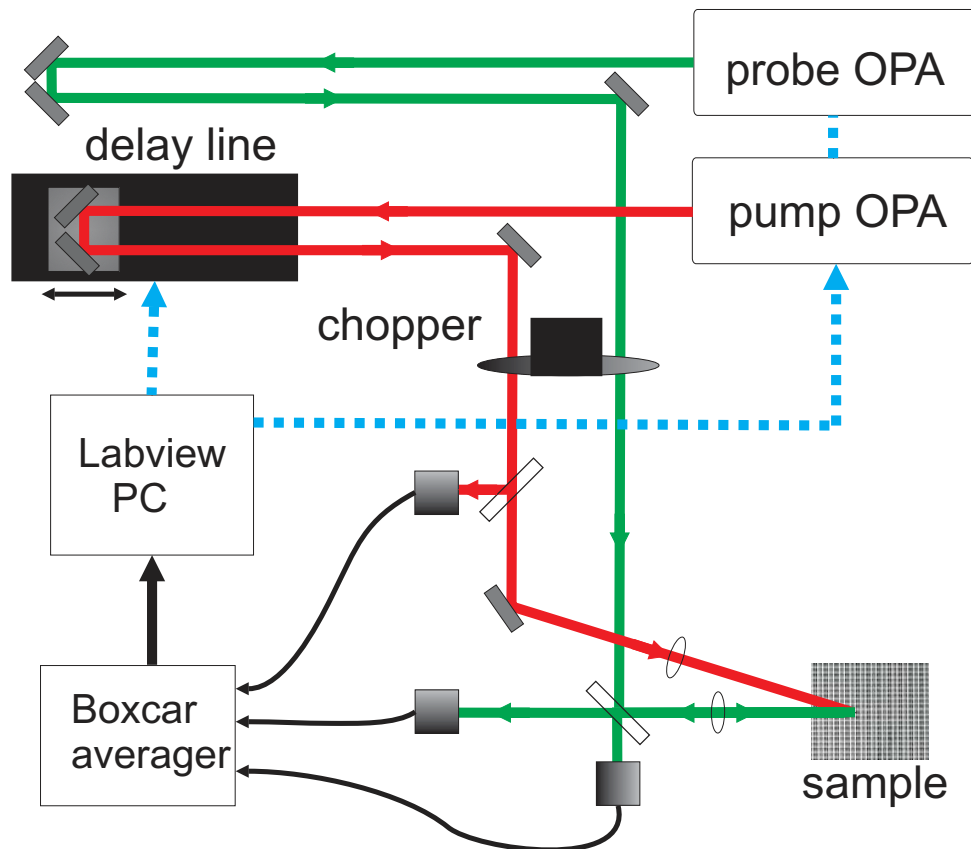 probe OPA
delay line
pump OPA
chopper
Labview
PC
Boxcar
averager
sample